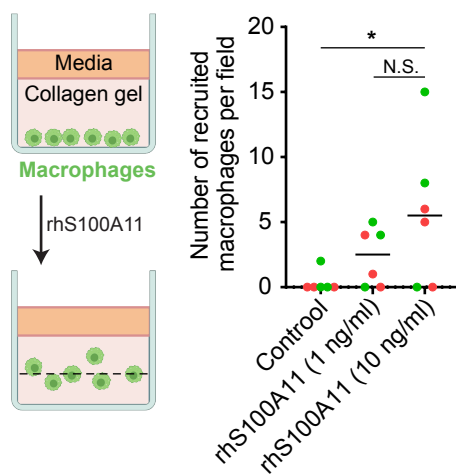 Media
Collagen gel
Macrophages
rhS100A11
Number of recruited
macrophages per field
20
15
10
5
0
*
N.S.
Controol
rhS100A11 (1 ng/ml)
rhS100A11 (10 ng/ml)